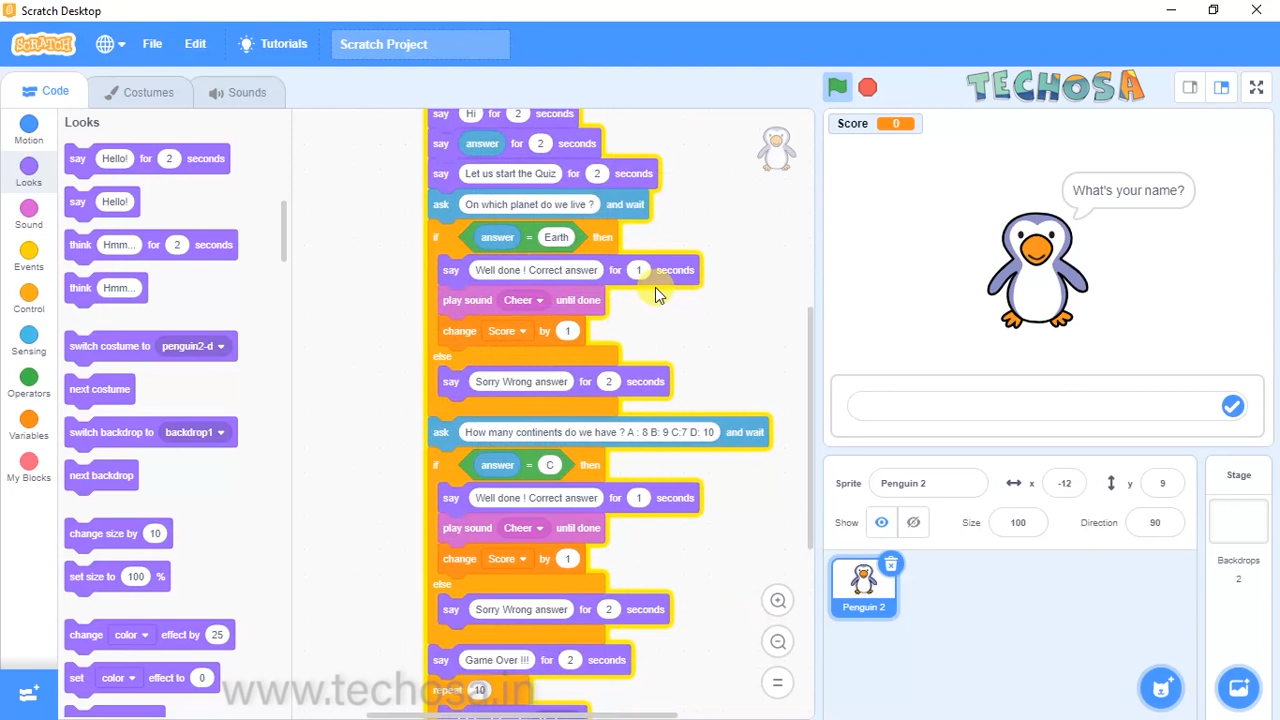 Scratch Desktop
SCRATCH File Edit Tutorials Scratch Project
Code Costumes Sounds
TECHOSA
Motion
Looks
Sound
Events
Control
Sensing
Operators
Variables
My Blocks
Looks
say Hello! for 2 seconds
say Hello!
think Hmm... for 2 seconds
think Hmm...
switch costume to penguin2-d
next costume
switch backdrop to backdrop1
next backdrop
change size by 10
set size to 100 %
change color effect by 25
set color effect to 0
say Hi for 2 seconds
say answer for 2 seconds
say Let us start the Quiz for 2 seconds
ask On which planet do we live ? and wait
if answer = Earth then
say Well done ! Correct answer for 1 seconds
play sound Cheer until done
change Score by 1
else
say Sorry Wrong answer for 2 seconds
ask How many continents do we have ? A : 8 B: 9 C:7 D: 10 and wait
if answer = C then
say Well done ! Correct answer for 1 seconds
play sound Cheer until done
change Score by 1
else
say Sorry Wrong answer for 2 seconds
say Game Over !!! for 2 seconds
repeat 10
www.techosa.in
Score 0
What's your name?
Sprite Penguin 2 x -12 y 9
Show Size 100 Direction 90
Penguin 2
Stage
Backdrops
2